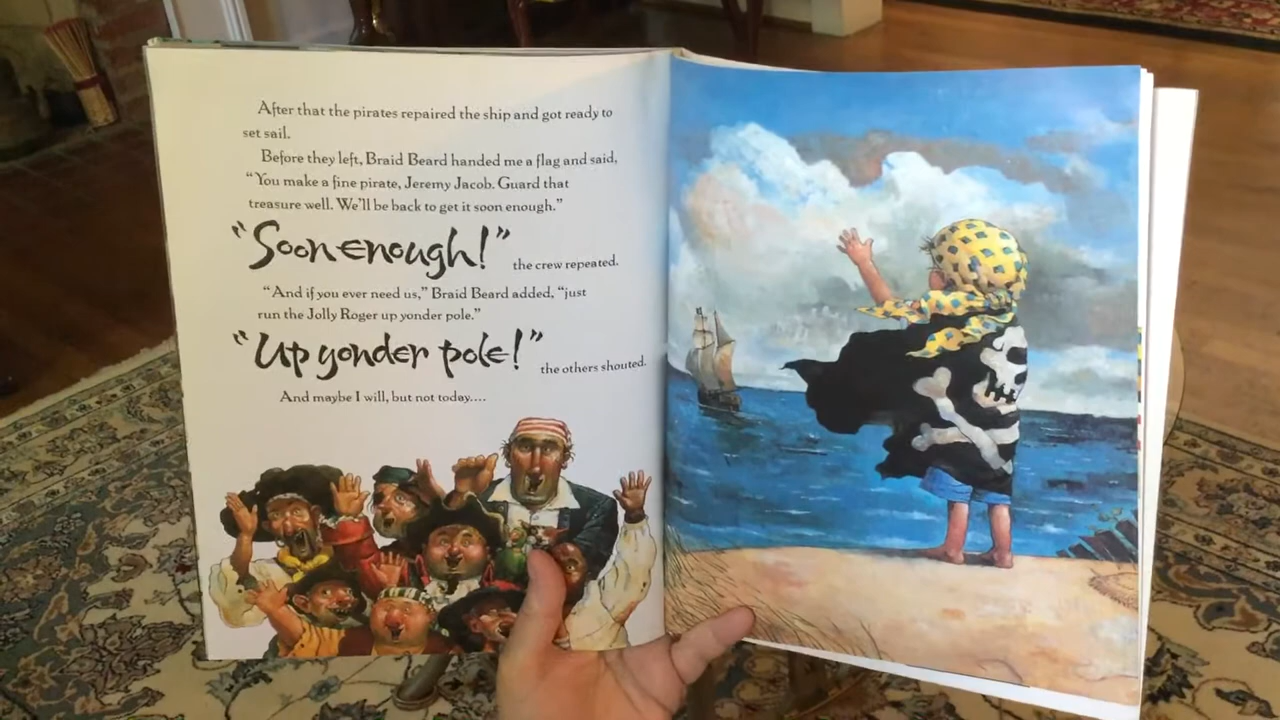 After that the pirates repaired the ship and got ready to
set sail.
Before they left, Braid Beard handed me a flag and said,
“You make a fine pirate, Jeremy Jacob. Guard that
treasure well. We’ll be back to get it soon enough.”
“Soon enough!” the crew repeated.
“And if you ever need us,” Braid Beard added, “just
run the Jolly Roger up yonder pole.”
“Up yonder pole!” the others shouted.
And maybe I will, but not today....